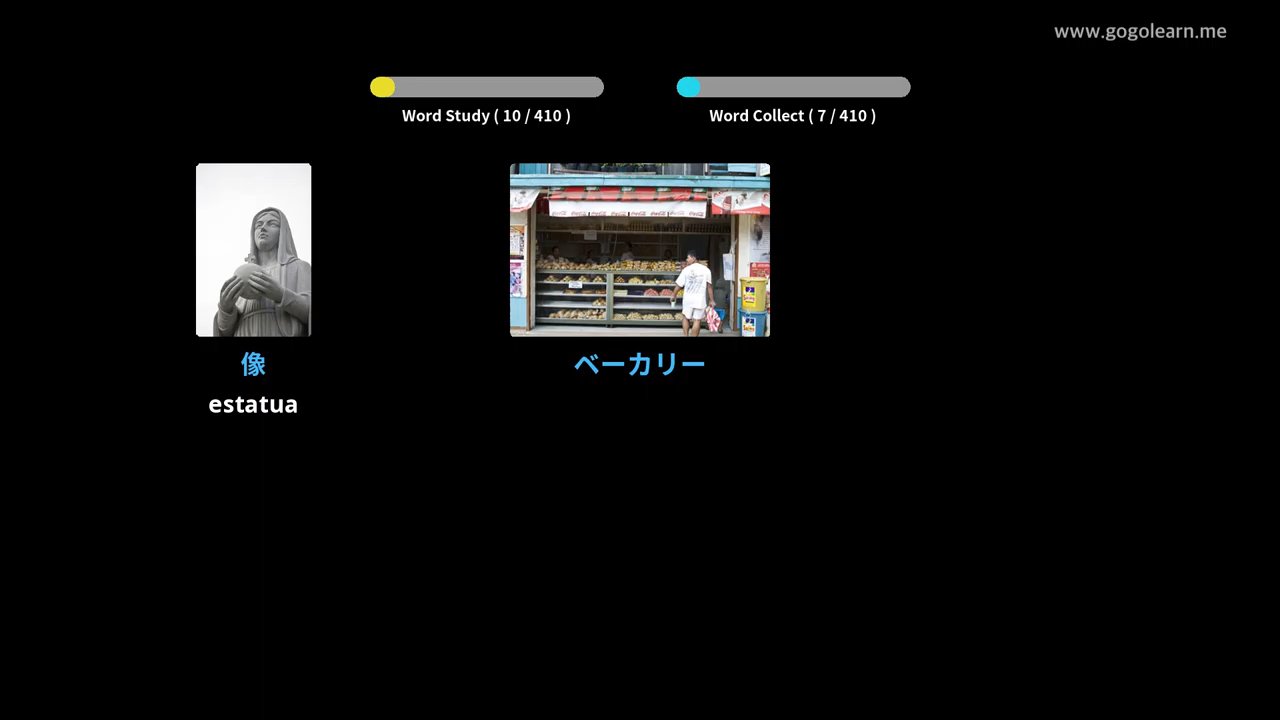 www.gogolearn.me
Word Study ( 10 / 410 )
Word Collect ( 7 / 410 )
像
estatua
ベーカリー